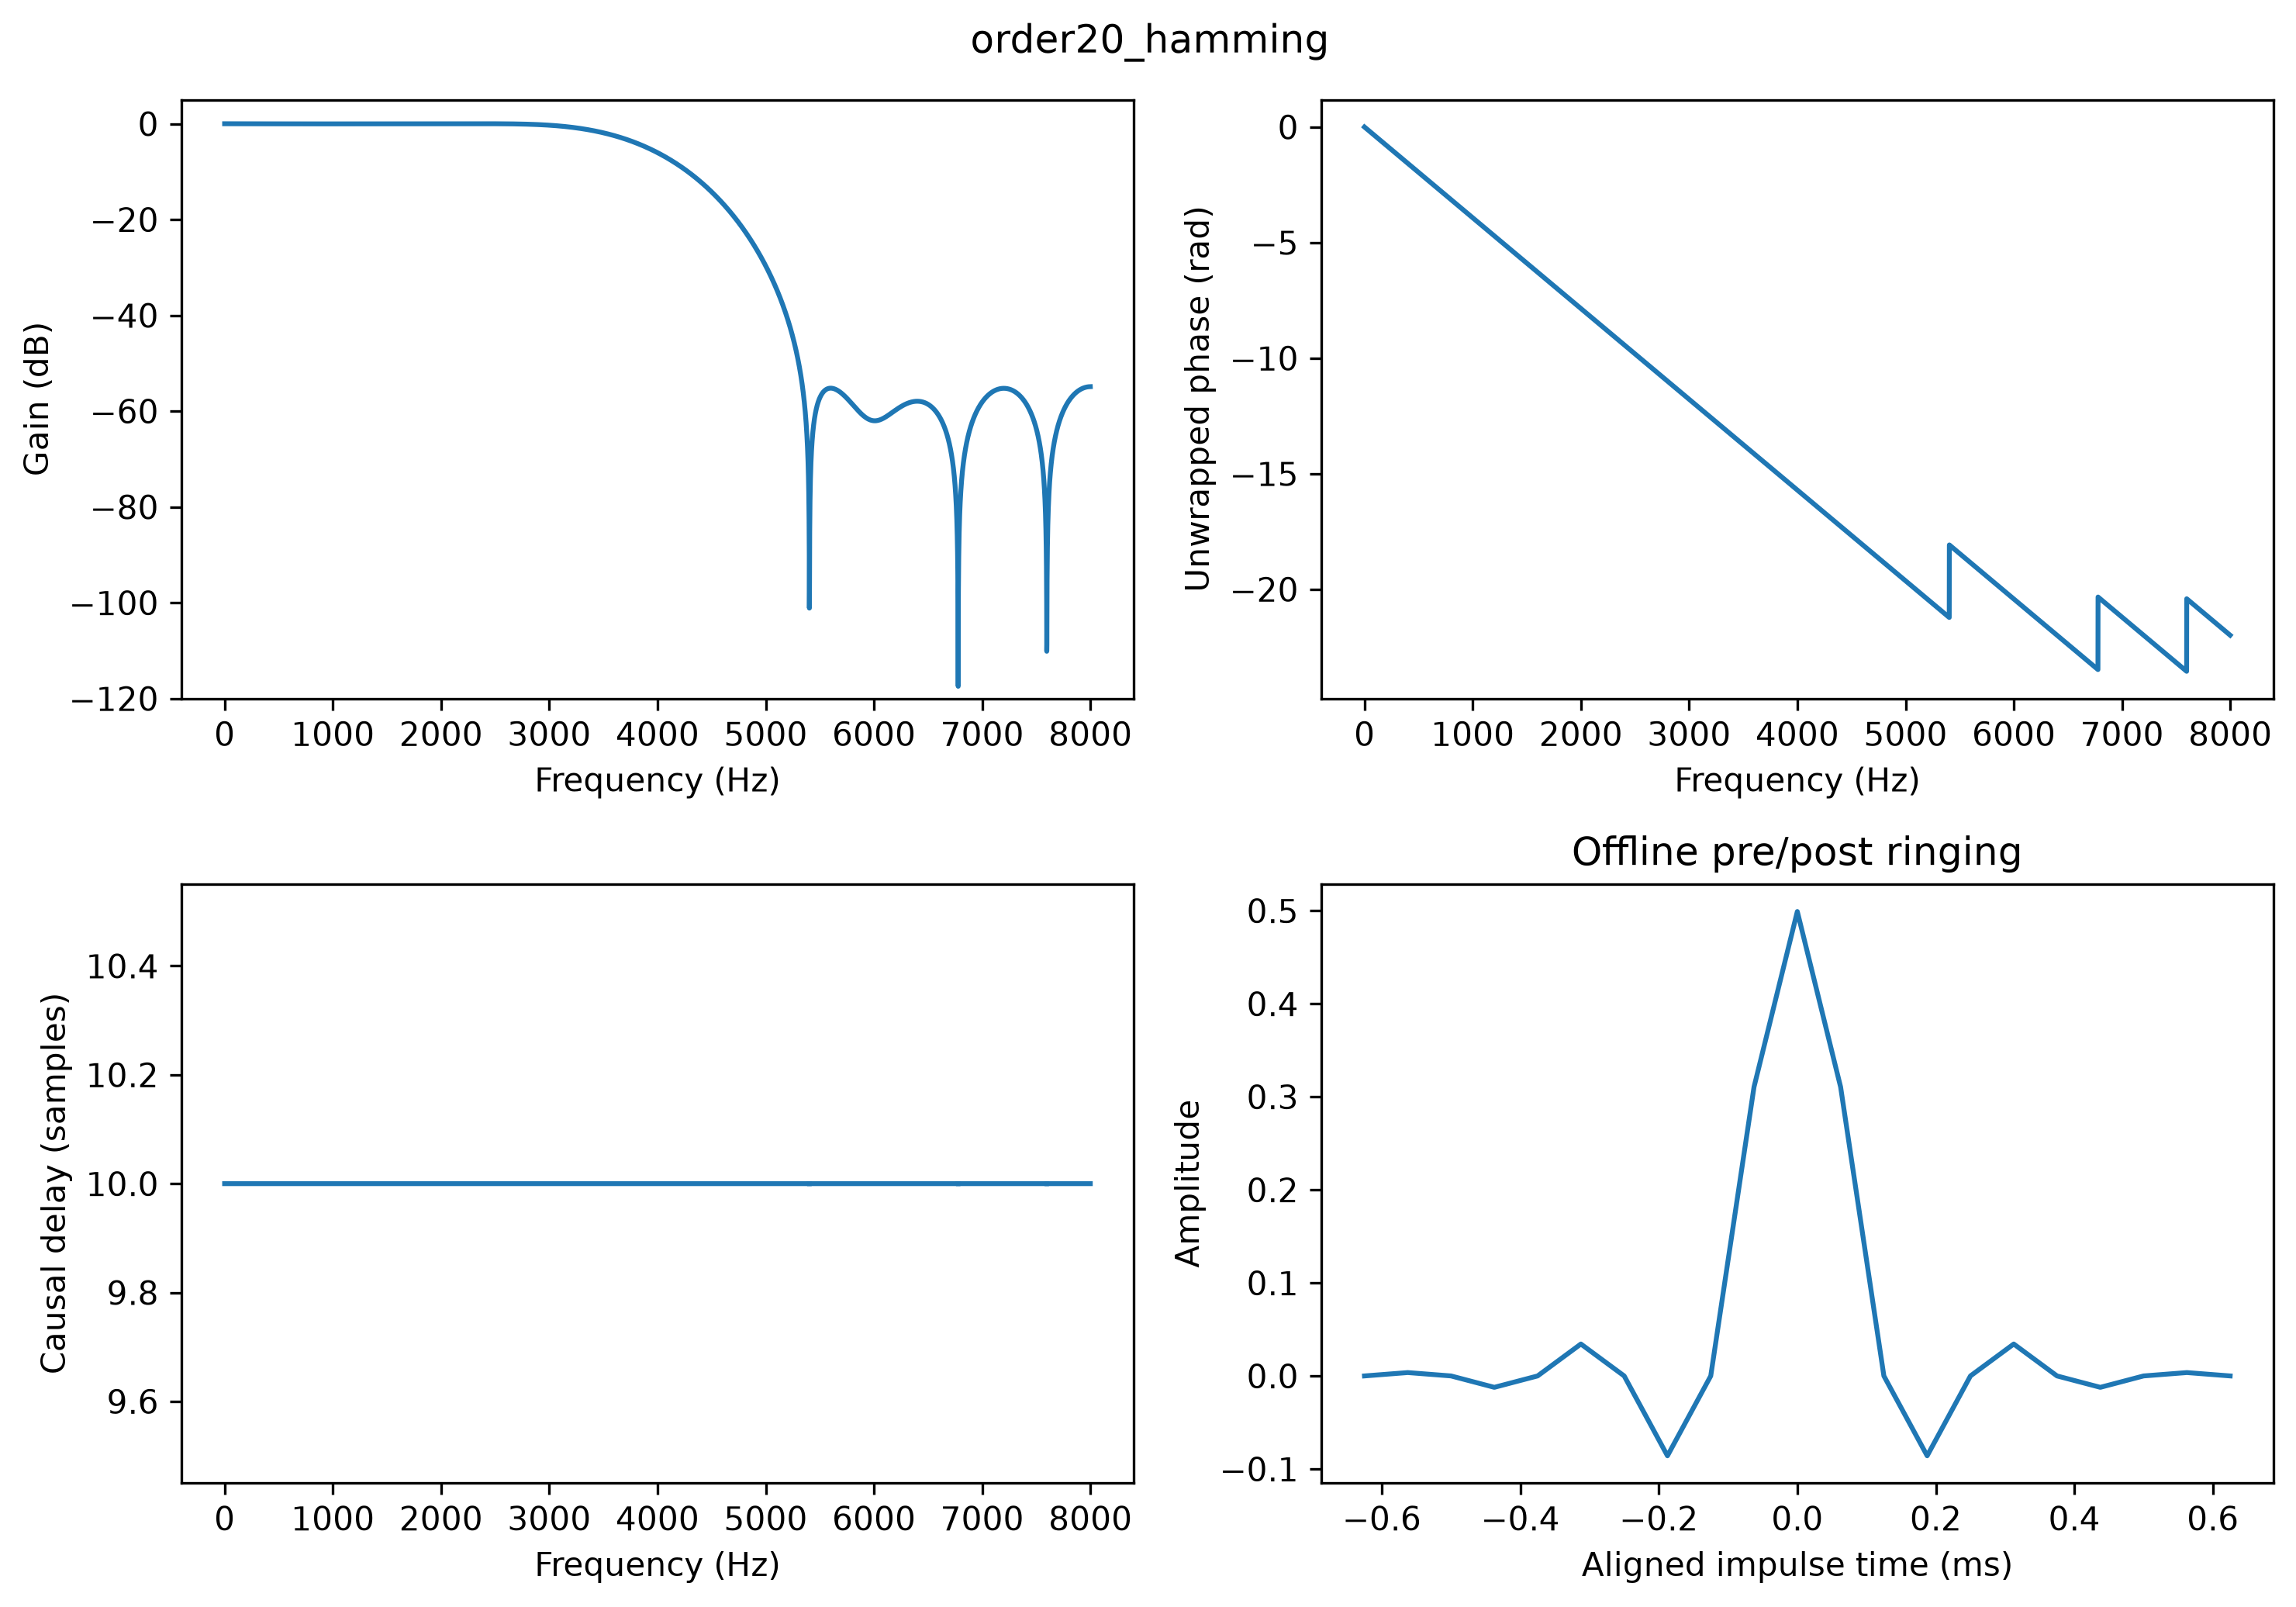 order20_hamming
0
−20
−40
−60
−80
−100
−120
Gain (dB)
0 1000 2000 3000 4000 5000 6000 7000 8000
Frequency (Hz)
0
−5
−10
−15
−20
Unwrapped phase (rad)
0 1000 2000 3000 4000 5000 6000 7000 8000
Frequency (Hz)
10.4
10.2
10.0
9.8
9.6
Causal delay (samples)
0 1000 2000 3000 4000 5000 6000 7000 8000
Frequency (Hz)
Offline pre/post ringing
0.5
0.4
0.3
0.2
0.1
0.0
−0.1
Amplitude
−0.6 −0.4 −0.2 0.0 0.2 0.4 0.6
Aligned impulse time (ms)